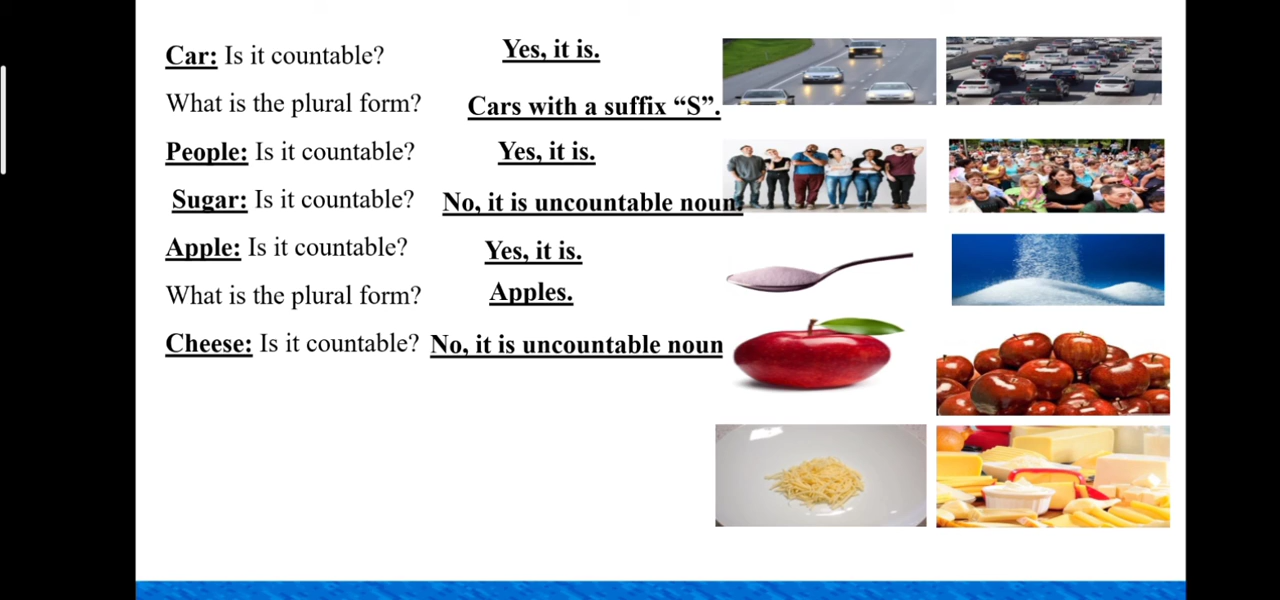 Car: Is it countable? Yes, it is.
What is the plural form? Cars with a suffix “S”.
People: Is it countable? Yes, it is.
Sugar: Is it countable? No, it is uncountable noun.
Apple: Is it countable? Yes, it is.
What is the plural form? Apples.
Cheese: Is it countable? No, it is uncountable noun